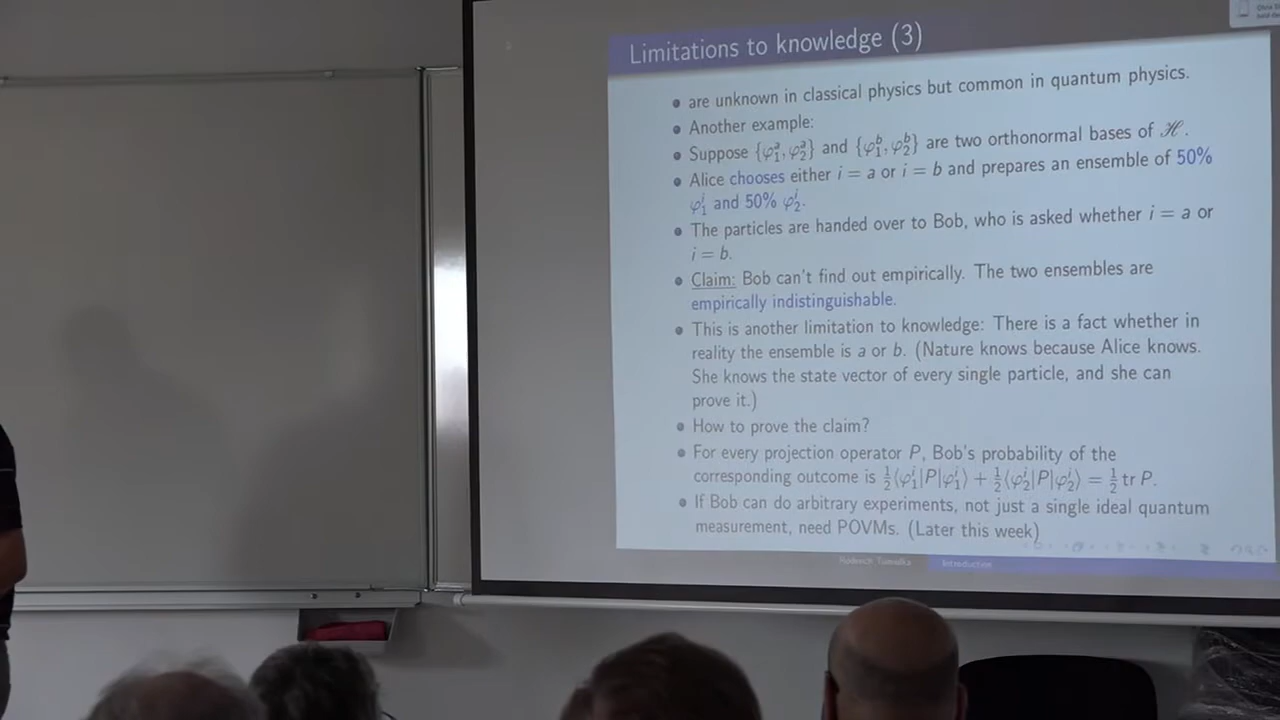 Limitations to knowledge (3)
• are unknown in classical physics but common in quantum physics.
• Another example:
• Suppose {φ₁ᵃ, φ₂ᵃ} and {φ₁ᵇ, φ₂ᵇ} are two orthonormal bases of ℋ.
• Alice chooses either i = a or i = b and prepares an ensemble of 50%
φ₁ⁱ and 50% φ₂ⁱ.
• The particles are handed over to Bob, who is asked whether i = a or
i = b.
• Claim: Bob can't find out empirically. The two ensembles are
empirically indistinguishable.
• This is another limitation to knowledge: There is a fact whether in
reality the ensemble is a or b. (Nature knows because Alice knows.
She knows the state vector of every single particle, and she can
prove it.)
• How to prove the claim?
• For every projection operator P, Bob's probability of the
corresponding outcome is ½⟨φ₁ⁱ|P|φ₁ⁱ⟩ + ½⟨φ₂ⁱ|P|φ₂ⁱ⟩ = ½ tr P.
• If Bob can do arbitrary experiments, not just a single ideal quantum
measurement, need POVMs. (Later this week)
Introduction